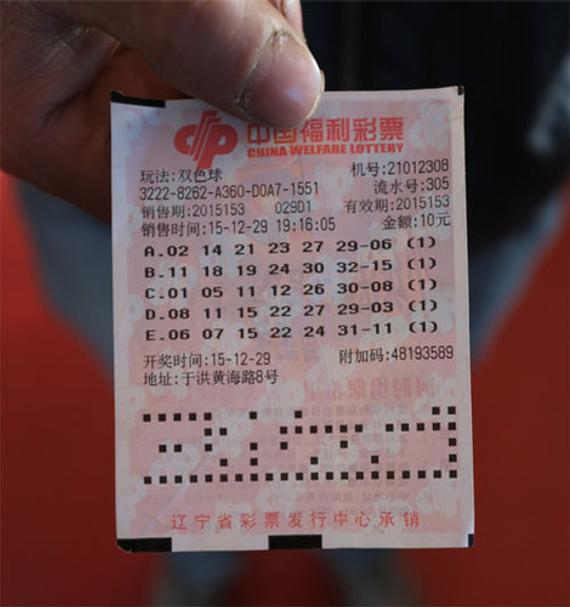 中国福利彩票
CHINA WELFARE LOTTERY
玩法:双色球 机号:21012308
3222-8262-A360-D0A7-1551 流水号:305
销售期:2015153 029D1 有效期:2015153
销售时间:15-12-29 19:16:05 金额:10元
A.02 14 21 23 27 29-06 (1)
B.11 18 19 24 30 32-15 (1)
C.01 05 11 12 26 30-08 (1)
D.08 11 15 22 27 29-03 (1)
E.06 07 15 22 24 31-11 (1)
开奖时间:15-12-29 附加码:48193589
地址:于洪黄海路8号
辽宁省彩票发行中心承销